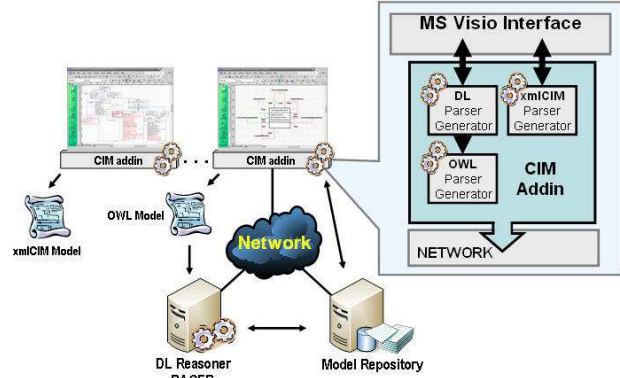 MS Visio Interface
DL
Parser
Generator
xmlCIM
Parser
Generator
OWL
Parser
Generator
CIM
Addin
NETWORK
CIM addin
. . .
CIM addin
xmlCIM Model
OWL Model
Network
DL Reasoner
RACER
Model Repository